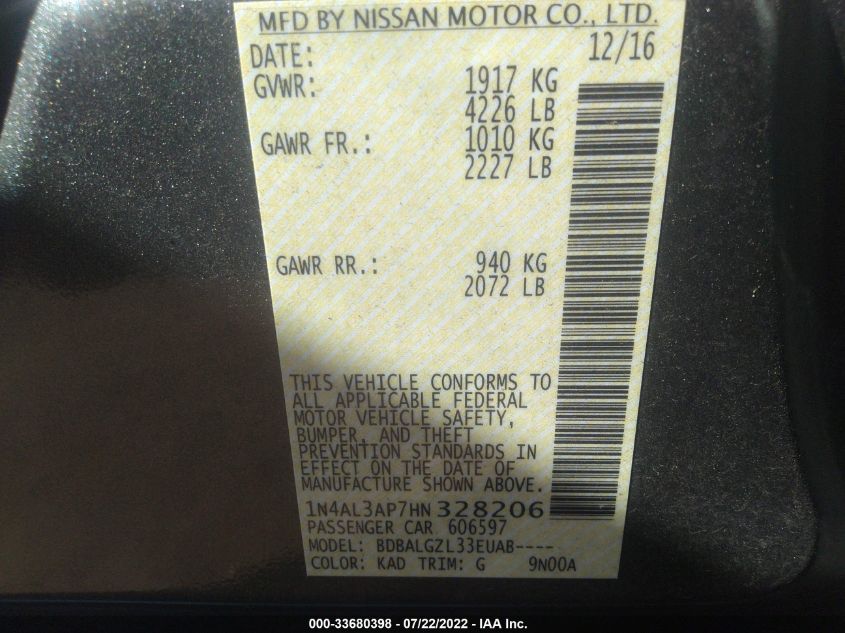 MFD BY NISSAN MOTOR CO., LTD.
DATE: 12/16
GVWR: 1917 KG
4226 LB
GAWR FR.: 1010 KG
2227 LB
GAWR RR.: 940 KG
2072 LB
THIS VEHICLE CONFORMS TO
ALL APPLICABLE FEDERAL
MOTOR VEHICLE SAFETY,
BUMPER, AND THEFT
PREVENTION STANDARDS IN
EFFECT ON THE DATE OF
MANUFACTURE SHOWN ABOVE.
1N4AL3AP7HN328206
PASSENGER CAR 606597
MODEL: BDBALGZL33EUAB----
COLOR: KAD TRIM: G 9N00A
000-33680398 - 07/22/2022 - IAA Inc.